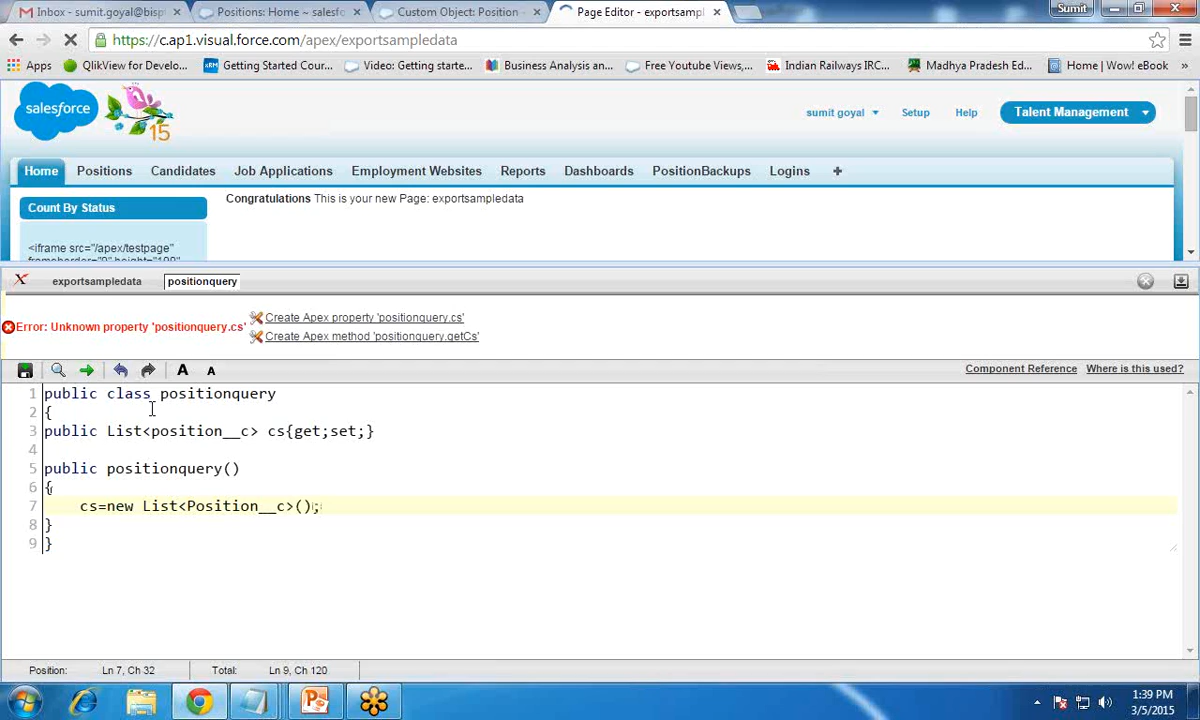 Inbox - sumit.goyal@bisp
Positions: Home ~ salesfo
Custom Object: Position ~
Page Editor - exportsampl
Sumit
https://c.ap1.visual.force.com/apex/exportsampledata
Apps
QlikView for Develo...
Getting Started Cour...
Video: Getting starte...
Business Analysis an...
Free Youtube Views,...
Indian Railways IRC...
Madhya Pradesh Ed...
Home | Wow! eBook
»
salesforce
15
sumit goyal
Setup
Help
Talent Management
Home
Positions
Candidates
Job Applications
Employment Websites
Reports
Dashboards
PositionBackups
Logins
+
Count By Status
Congratulations This is your new Page: exportsampledata
<iframe src="/apex/testpage"
frameborder="0" height="100"
exportsampledata
positionquery
Error: Unknown property 'positionquery.cs'
Create Apex property 'positionquery.cs'
Create Apex method 'positionquery.getCs'
A
A
Component Reference
Where is this used?
1 public class positionquery
2 {
3 public List<position__c> cs{get;set;}
4
5 public positionquery()
6 {
7 cs=new List<Position__c>();
8 }
9 }
Position:
Ln 7, Ch 32
Total:
Ln 9, Ch 120
1:39 PM
3/5/2015